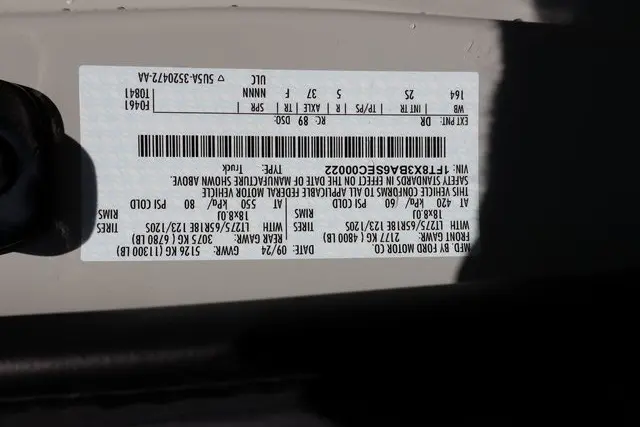 MFD. BY FORD MOTOR CO.
DATE: 09/24 GVWR: 5126 KG (11300 LB)
FRONT GAWR: 2177 KG (4800 LB) REAR GAWR: 3075 KG (6780 LB)
WITH LT275/65R18E 123/120S TIRES WITH LT275/65R18E 123/120S TIRES
18x8.0J RIMS 18x8.0J RIMS
AT 420 kPa/ 60 PSI COLD AT 550 kPa/ 80 PSI COLD
THIS VEHICLE CONFORMS TO ALL APPLICABLE FEDERAL MOTOR VEHICLE
SAFETY STANDARDS IN EFFECT ON THE DATE OF MANUFACTURE SHOWN ABOVE.
VIN: 1FT8X3BA6SEC00022 TYPE: Truck
EXT PNT: DR RC: 89 DSO: F0461
WB INT TR TP/PS R AXLE TR SPR T0841
164 25 5 37 F NNNN ULC
5U5A-3520472-AA